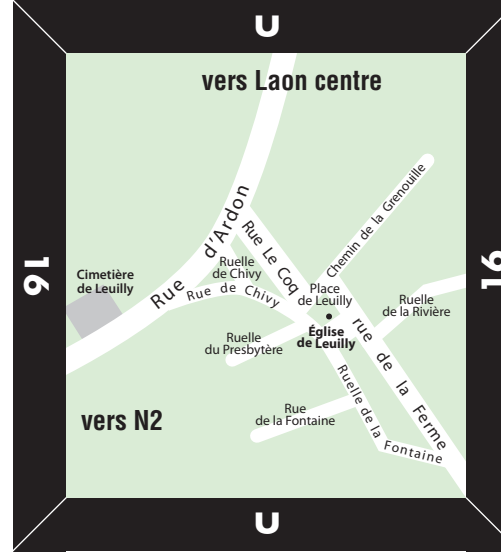 U
vers Laon centre
Chemin de la Grenouille
Rue d'Ardon
Rue Le Coq
16
16
Ruelle
de Chivy
Rue de Chivy
Cimetière
de Leuilly
Place
de Leuilly
Ruelle
de la Rivière
Église
de Leuilly
Ruelle
du Presbytère
rue de la Ferme
Rue
de la Fontaine
Ruelle de la Fontaine
vers N2
U